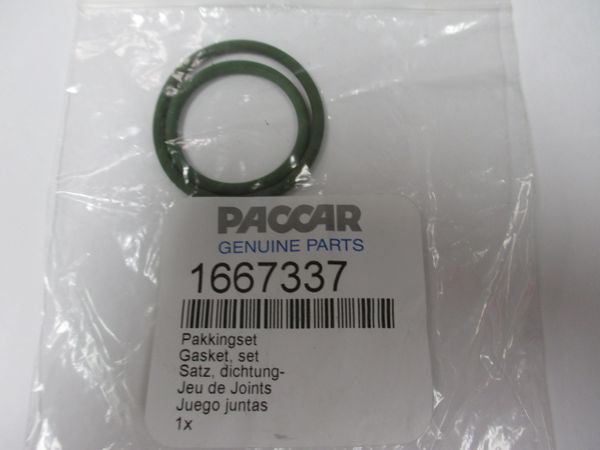 PACCAR
GENUINE PARTS
1667337
Pakkingset
Gasket, set
Satz, dichtung-
Jeu de Joints
Juego juntas
1x